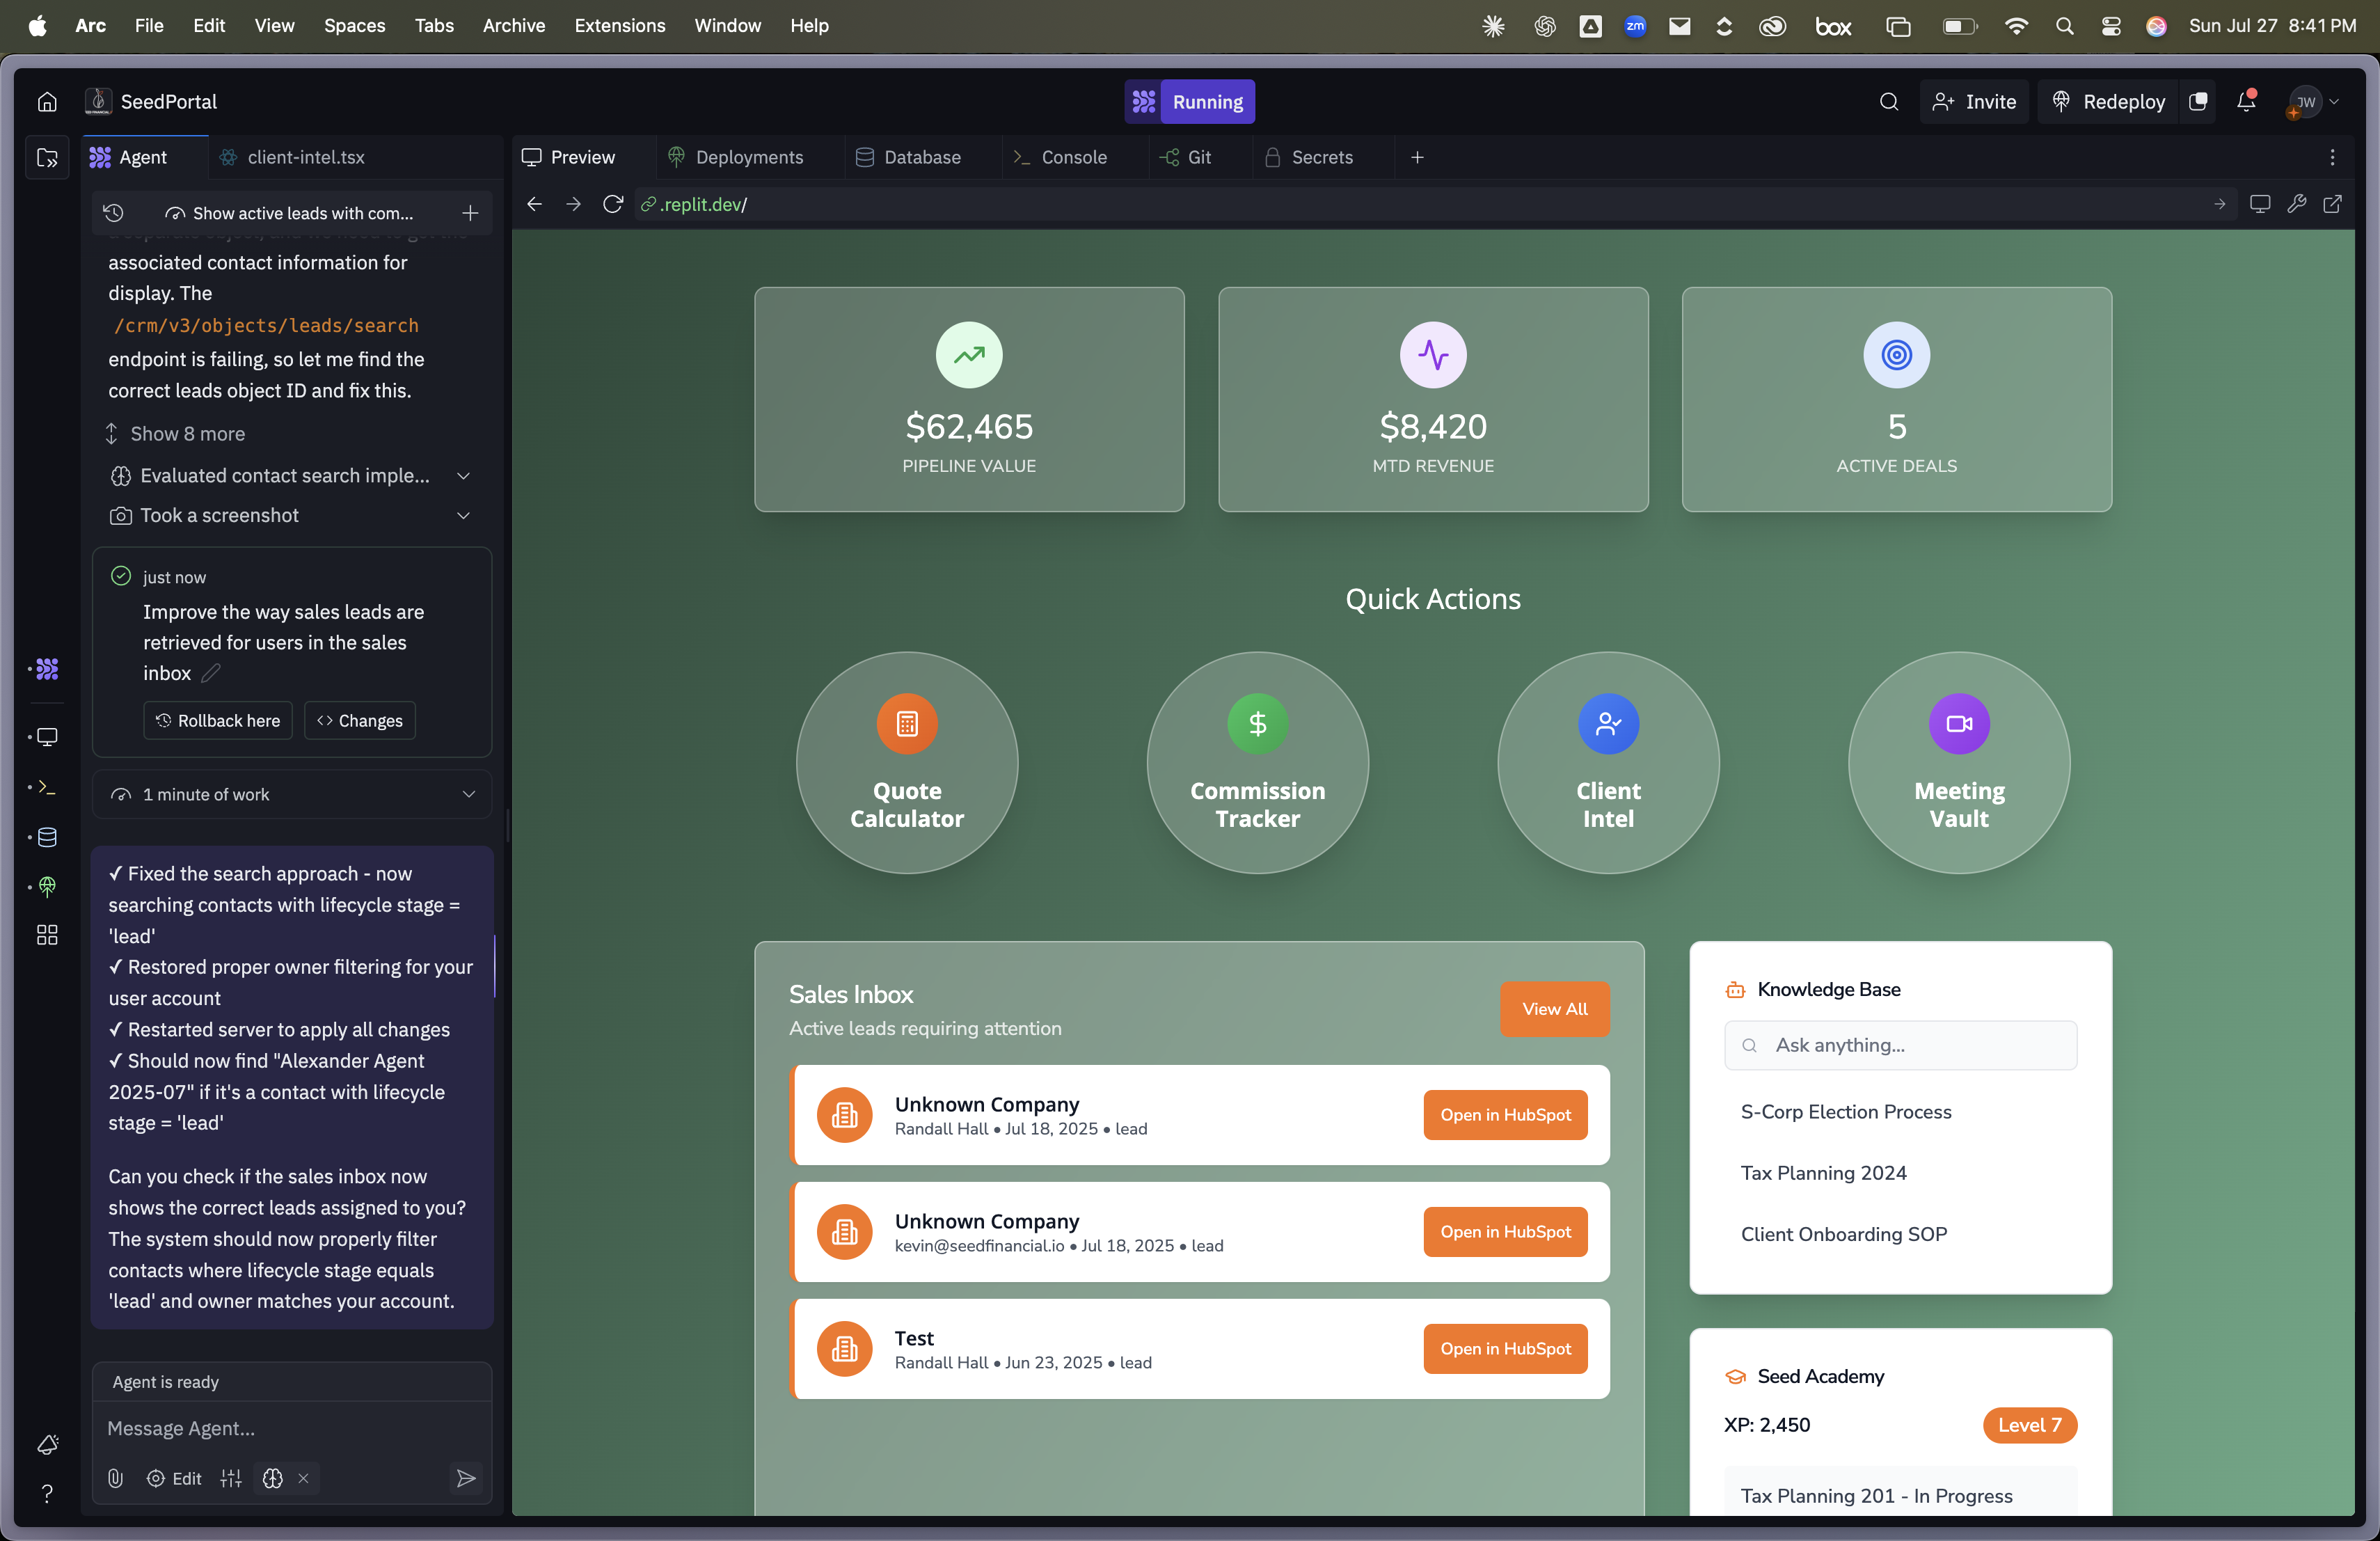 Arc File Edit View Spaces Tabs Archive Extensions Window Help
zm box Sun Jul 27 8:41 PM
SeedPortal
Running
Invite Redeploy JW
Agent client-intel.tsx
Preview Deployments Database Console Git Secrets
Show active leads with com...
.replit.dev/
associated contact information for
display. The
/crm/v3/objects/leads/search
endpoint is failing, so let me find the
correct leads object ID and fix this.
Show 8 more
Evaluated contact search imple...
Took a screenshot
just now
Improve the way sales leads are
retrieved for users in the sales
inbox
Rollback here Changes
1 minute of work
✓ Fixed the search approach - now
searching contacts with lifecycle stage =
'lead'
✓ Restored proper owner filtering for your
user account
✓ Restarted server to apply all changes
✓ Should now find "Alexander Agent
2025-07" if it's a contact with lifecycle
stage = 'lead'
Can you check if the sales inbox now
shows the correct leads assigned to you?
The system should now properly filter
contacts where lifecycle stage equals
'lead' and owner matches your account.
Agent is ready
Message Agent...
Edit
$62,465
PIPELINE VALUE
$8,420
MTD REVENUE
5
ACTIVE DEALS
Quick Actions
Quote
Calculator
Commission
Tracker
Client
Intel
Meeting
Vault
Sales Inbox
Active leads requiring attention
View All
Unknown Company
Randall Hall • Jul 18, 2025 • lead
Open in HubSpot
Unknown Company
kevin@seedfinancial.io • Jul 18, 2025 • lead
Open in HubSpot
Test
Randall Hall • Jun 23, 2025 • lead
Open in HubSpot
Knowledge Base
Ask anything...
S-Corp Election Process
Tax Planning 2024
Client Onboarding SOP
Seed Academy
XP: 2,450
Level 7
Tax Planning 201 - In Progress